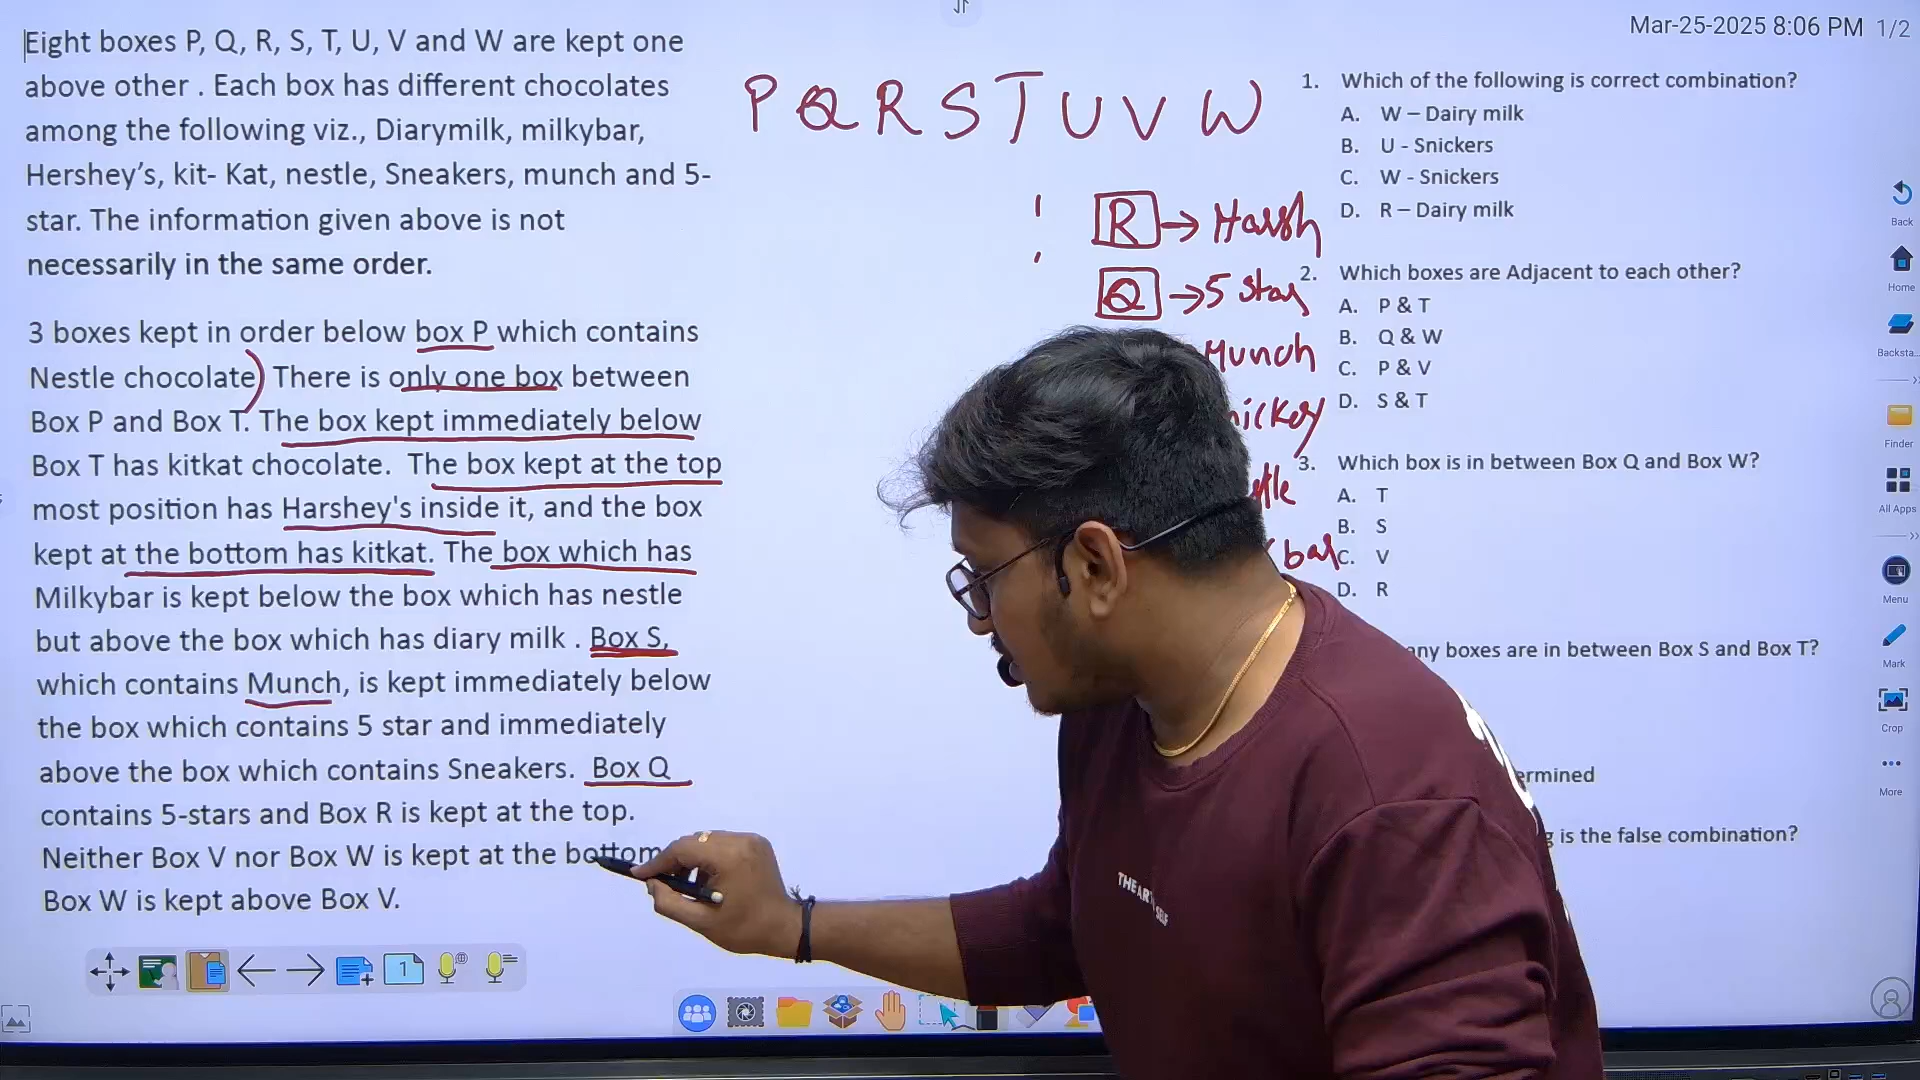 Mar-25-2025 8:06 PM 1/2
Eight boxes P, Q, R, S, T, U, V and W are kept one
above other . Each box has different chocolates
among the following viz., Diarymilk, milkybar,
Hershey's, kit- Kat, nestle, Sneakers, munch and 5-
star. The information given above is not
necessarily in the same order.
3 boxes kept in order below box P which contains
Nestle chocolate) There is only one box between
Box P and Box T. The box kept immediately below
Box T has kitkat chocolate. The box kept at the top
most position has Harshey's inside it, and the box
kept at the bottom has kitkat. The box which has
Milkybar is kept below the box which has nestle
but above the box which has diary milk .  Box S,
which contains Munch, is kept immediately below
the box which contains 5 star and immediately
above the box which contains Sneakers.  Box Q
contains 5-stars and Box R is kept at the top.
Neither Box V nor Box W is kept at the bottom
Box W is kept above Box V.
P Q R S T U V W
R → Harsh
Q → 5 star
Munch
bar
1. Which of the following is correct combination?
A. W – Dairy milk
B. U - Snickers
C. W - Snickers
D. R – Dairy milk
2. Which boxes are Adjacent to each other?
A. P & T
B. Q & W
C. P & V
D. S & T
3. Which box is in between Box Q and Box W?
A. T
B. S
C. V
D. R
any boxes are in between Box S and Box T?
ermined
g is the false combination?
THE ART
SELF
Back
Home
Backsta...
Finder
All Apps
Menu
Mark
Crop
More
1